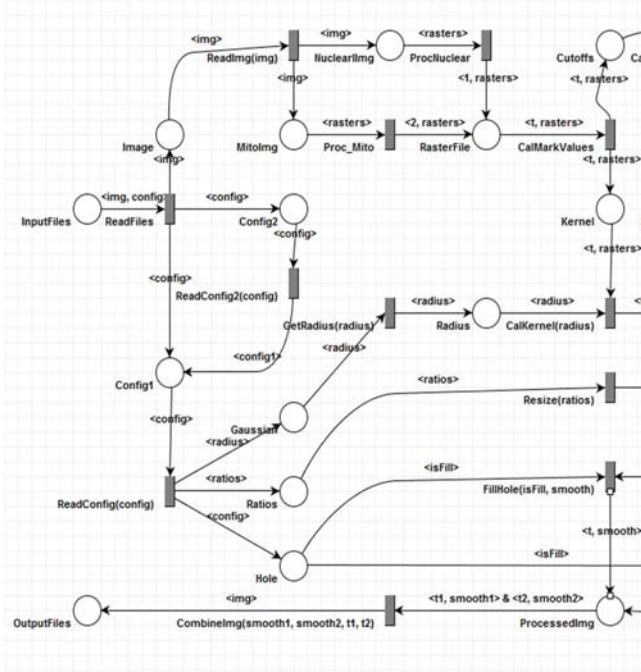 <img>
<img>
<rasters>
ReadImg(img)
NuclearIImg
ProcNuclear
Cutoffs
Ca
<img>
<1, rasters>
<t, rasters>
<rasters>
<2, rasters>
<t, rasters>
Image
MitoImg
Proc_Mito
RasterFile
CalMarkValues
<img>
<t, rasters>
<img, config>
<config>
InputFiles
ReadFiles
Config2
Kernel
<config>
<t, rasters>
<config>
ReadConfig2(config)
<radius>
<radius>
GetRadius(radius)
Radius
CalKernel(radius)
<radius>
<config1>
Config1
<ratios>
Resize(ratios)
<config>
Gaussian
<radius>
<isFill>
<ratios>
ReadConfig(config)
Ratios
FillHole(isFill, smooth)
<config>
<t, smooth>
<isFill>
Hole
<img>
<t1, smooth1> & <t2, smooth2>
OutputFiles
CombineImg(smooth1, smooth2, t1, t2)
ProcessedImg